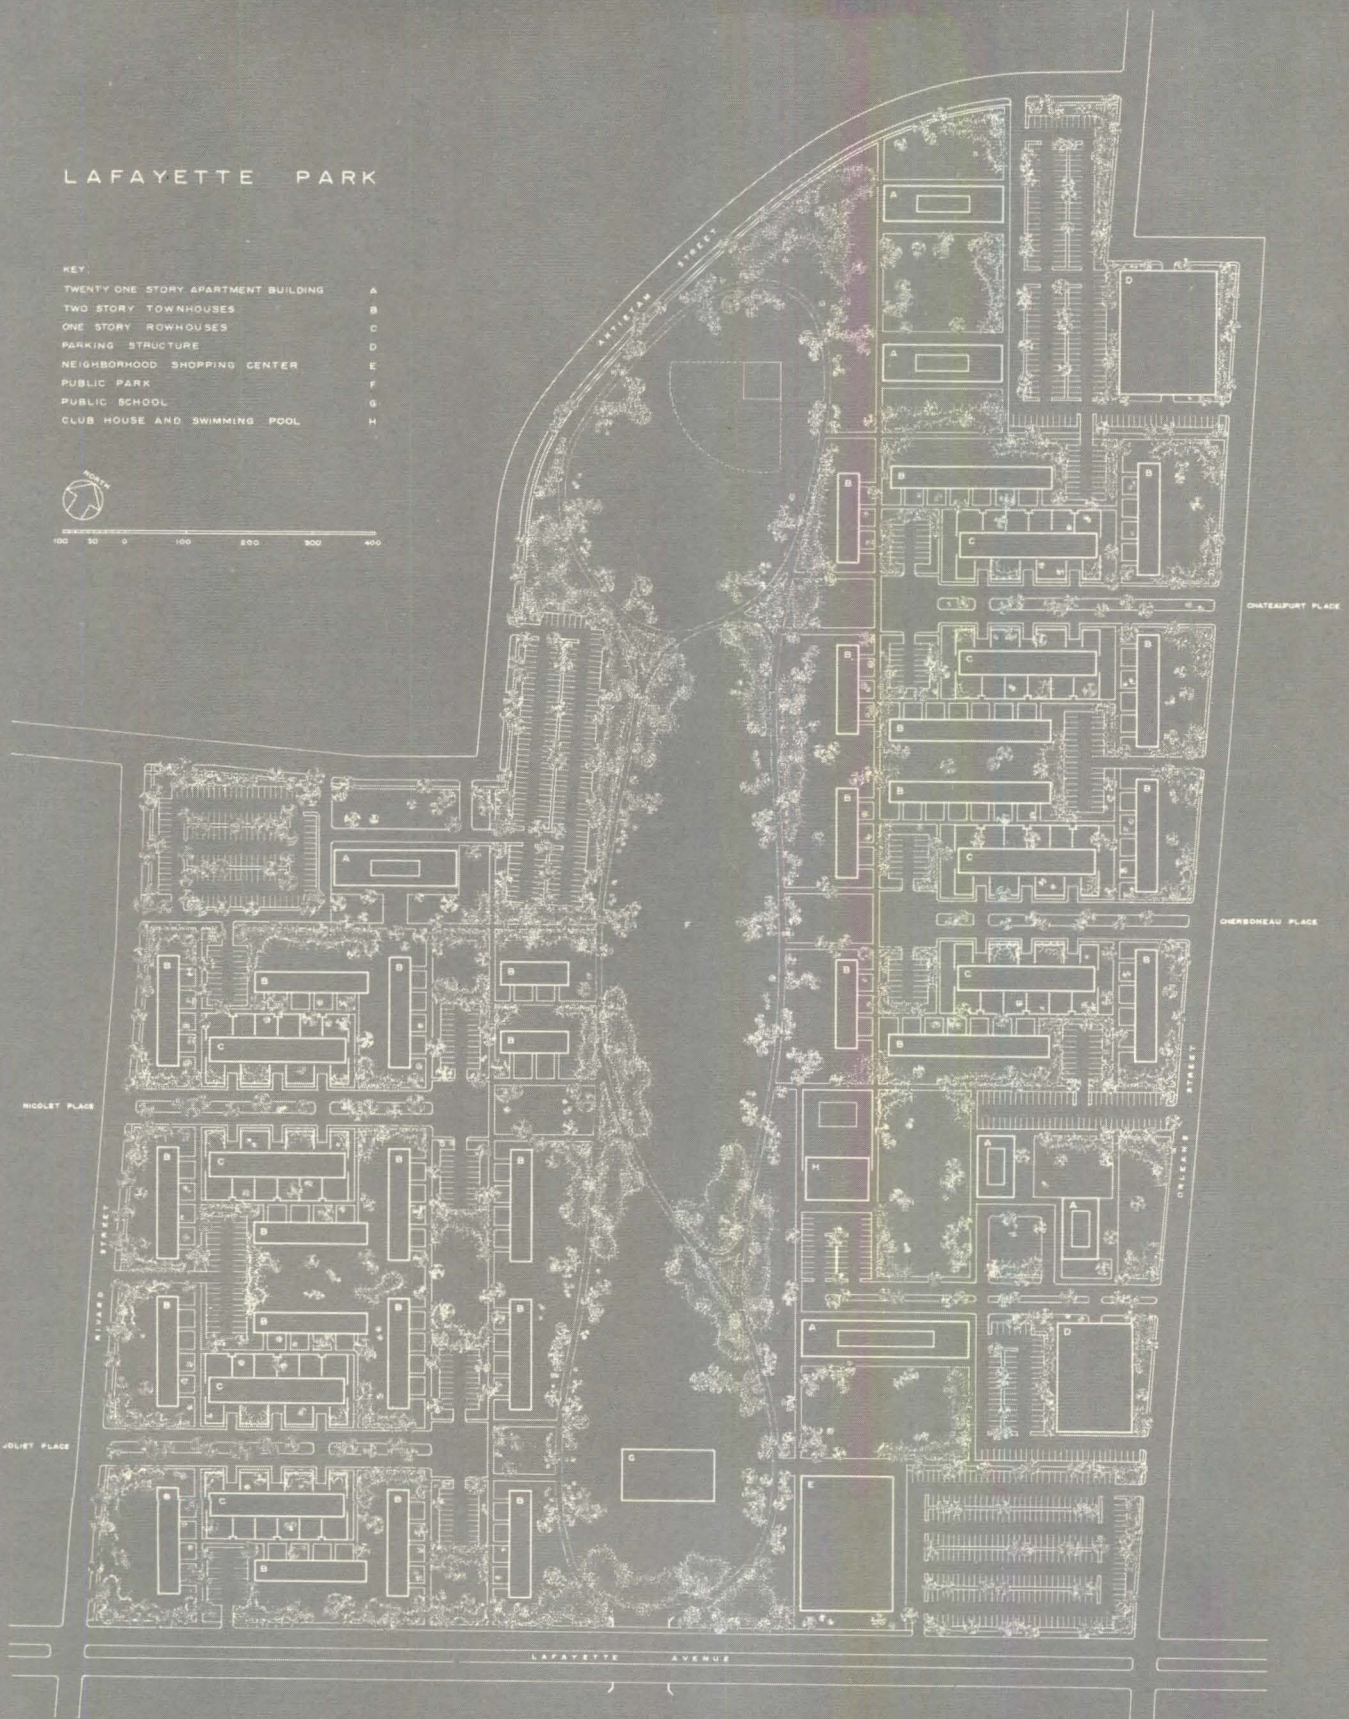 LAFAYETTE PARK
KEY:
TWENTY ONE STORY APARTMENT BUILDING A
TWO STORY TOWNHOUSES B
ONE STORY ROWHOUSES C
PARKING STRUCTURE D
NEIGHBORHOOD SHOPPING CENTER E
PUBLIC PARK F
PUBLIC SCHOOL G
CLUB HOUSE AND SWIMMING POOL H
NORTH
100 50 0 100 200 300 400
ANTIETAM STREET
A
A
D
B
B
B
C
CHATEAUFORT PLACE
C
B
B
B
B
B
B
B
C
A
F
CHERBONEAU PLACE
C
B
B
B
B
B
B
B
B
B
C
ORLEANS STREET
NICOLET PLACE
H
A
A
C
B
B
B
B
RIVARD STREET
B
B
B
B
A
D
C
JOLIET PLACE
G
E
C
B
B
B
B
LAFAYETTE AVENUE